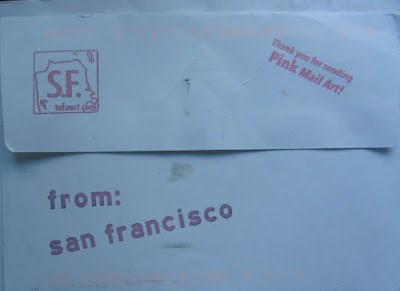 S.F.
tofuart.com
Thank you for sending
Pink Mail Art!
from:
san francisco